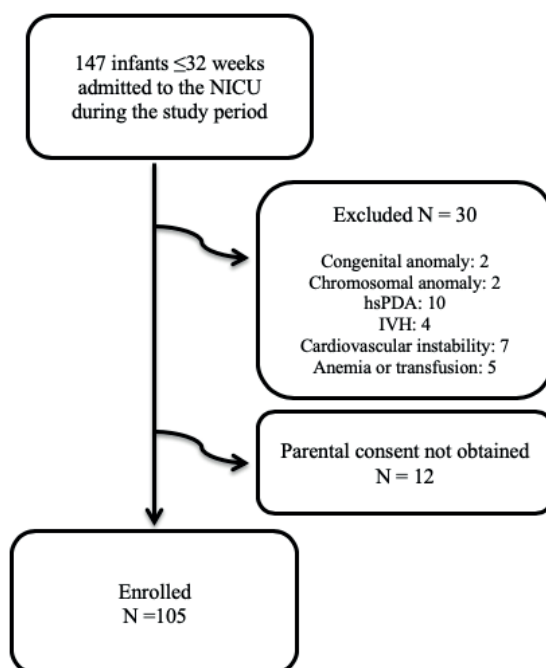 147 infants ≤32 weeks
admitted to the NICU
during the study period
Excluded N = 30
Congenital anomaly: 2
Chromosomal anomaly: 2
hsPDA: 10
IVH: 4
Cardiovascular instability: 7
Anemia or transfusion: 5
Parental consent not obtained
N = 12
Enrolled
N =105